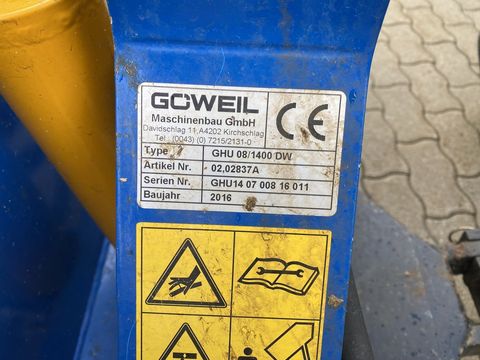 GÖWEIL
Maschinenbau GmbH
Davidschlag 11,A4202 Kirchschlag
Tel.: (0043) (0) 7215/2131-0
CE
Type GHU 08/1400 DW
Artikel Nr. 02,02837A
Serien Nr. GHU14 07 008 16 011
Baujahr 2016